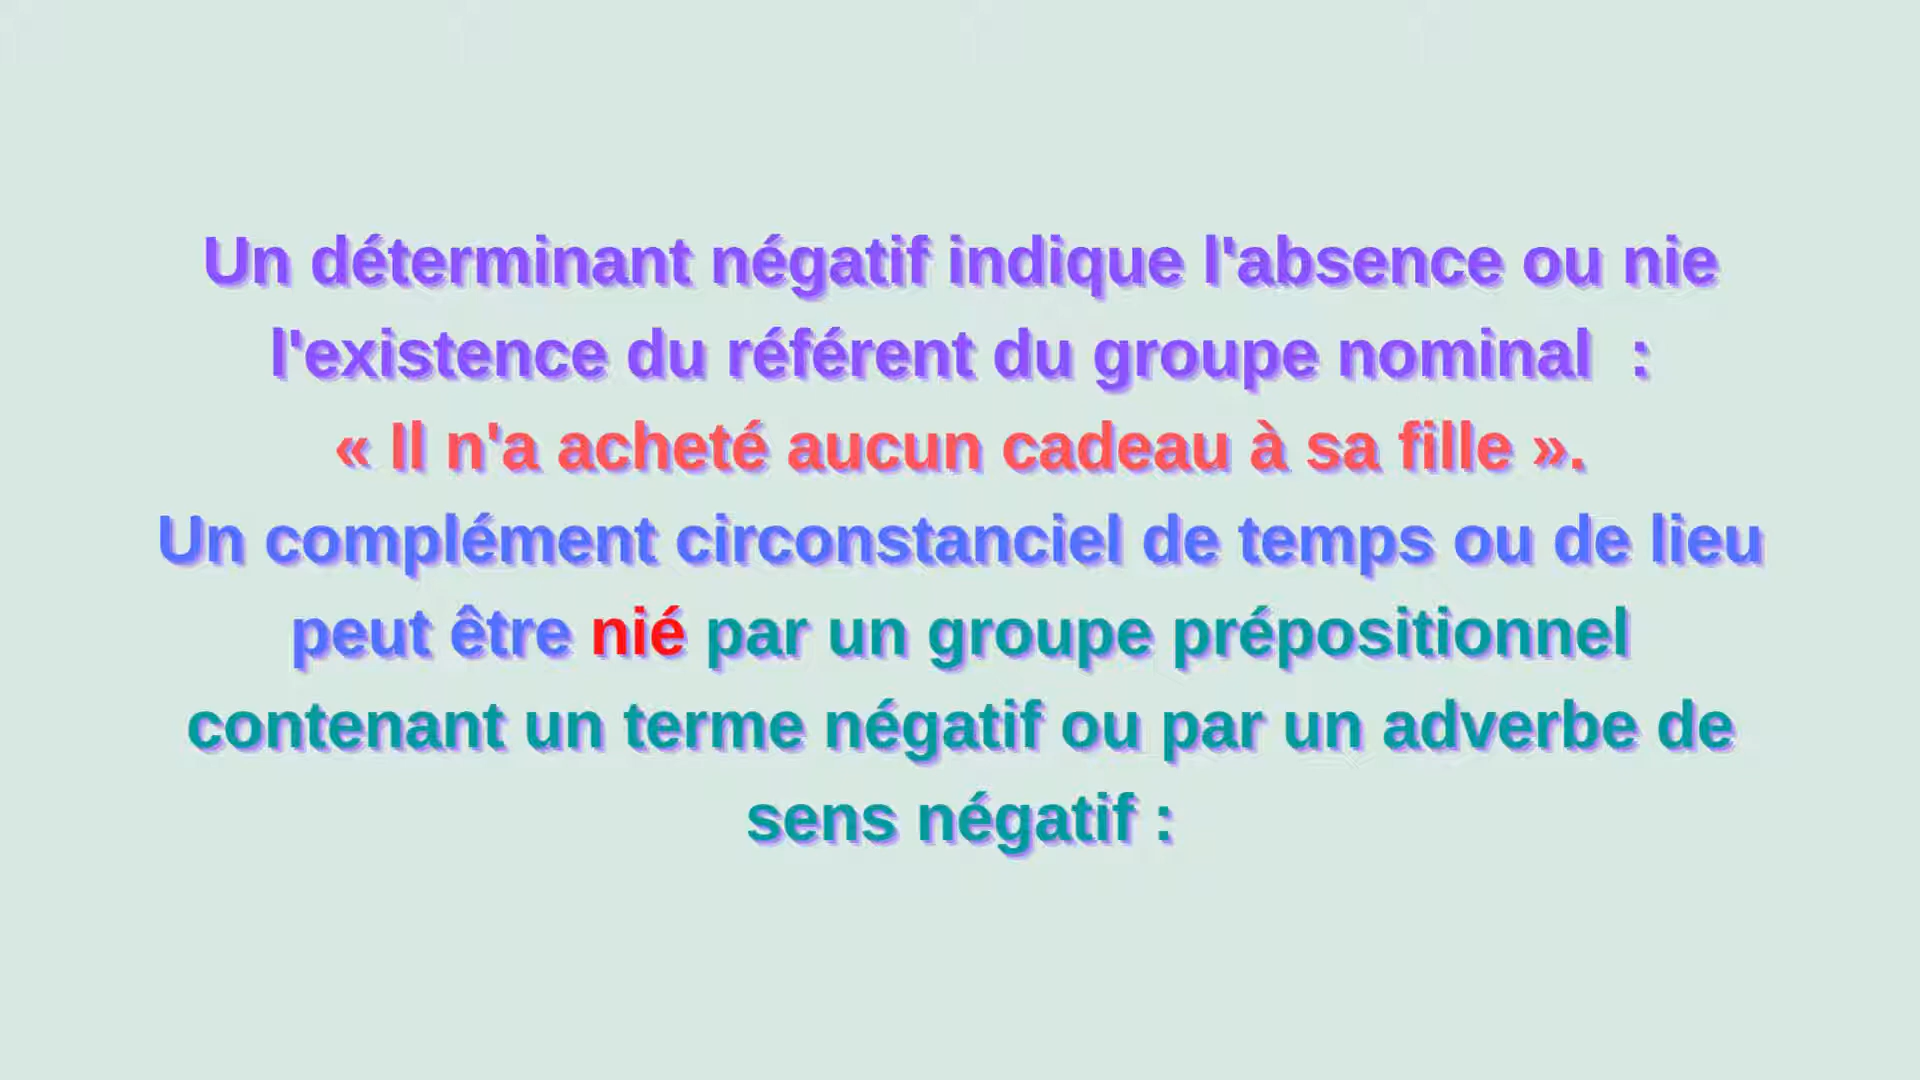 Un déterminant négatif indique l'absence ou nie
l'existence du référent du groupe nominal  :
« Il n'a acheté aucun cadeau à sa fille ».
Un complément circonstanciel de temps ou de lieu
peut être nié par un groupe prépositionnel
contenant un terme négatif ou par un adverbe de
sens négatif :